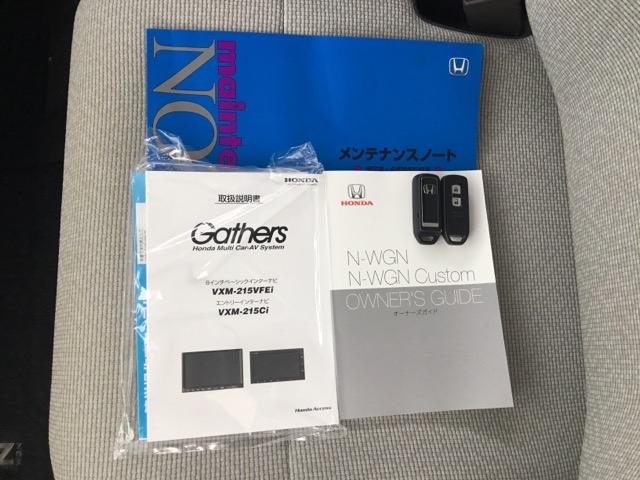 mainte
NO
メンテナンスノート
HONDA
取扱説明書
Gathers
Honda Multi Car-AV System
8インチベーシックインターナビ
VXM-215VFEi
エントリーインターナビ
VXM-215Ci
Honda Access
HONDA
N-WGN
N-WGN Custom
OWNER'S GUIDE
オーナーズガイド